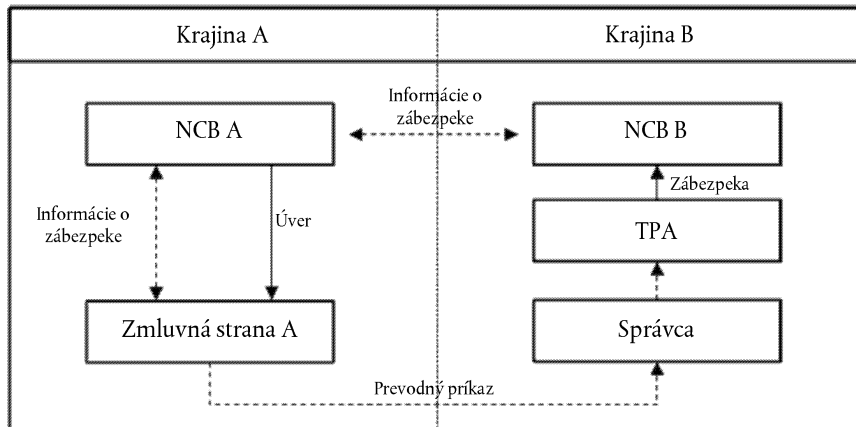 Krajina A
Krajina B
NCB A
Informácie o
zábezpeke
NCB B
Zábezpeka
Informácie o
zábezpeke
Úver
TPA
Zmluvná strana A
Správca
Prevodný príkaz